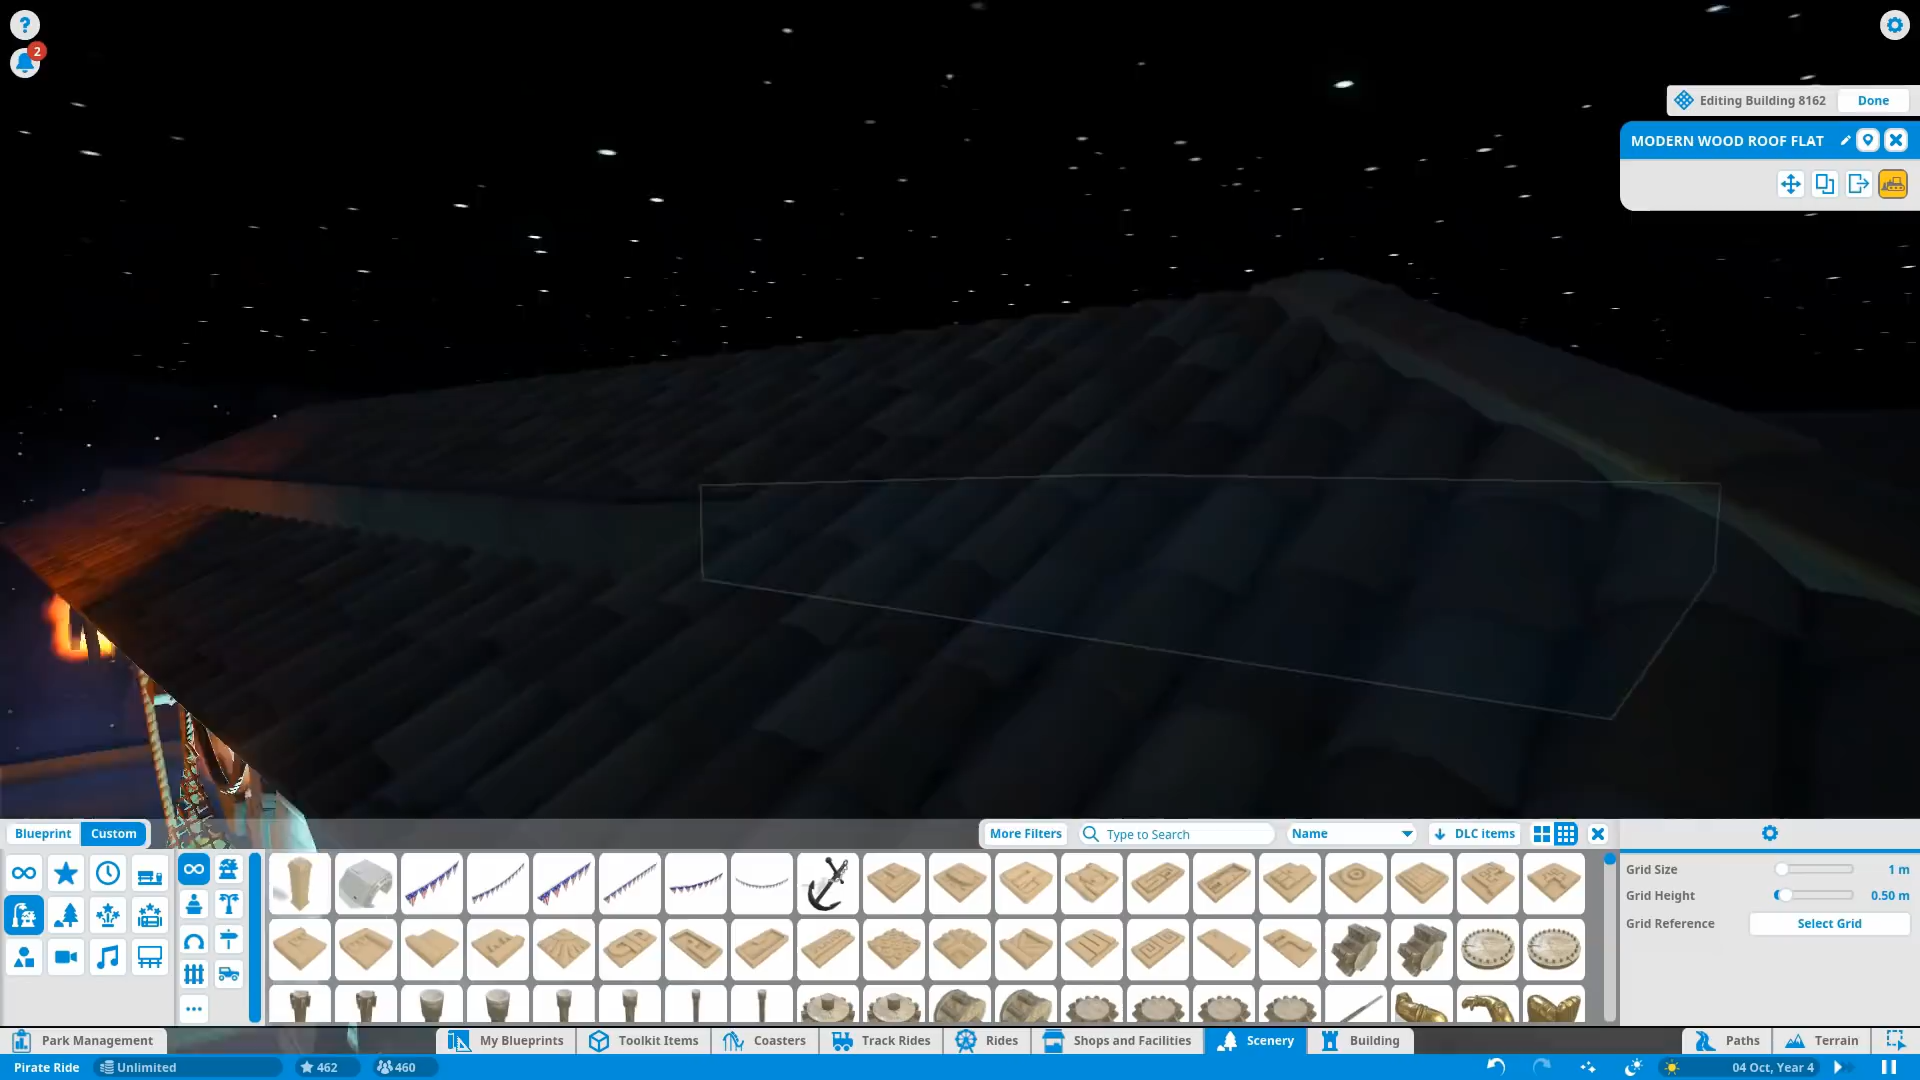 ?
2
Editing Building 8162
Done
MODERN WOOD ROOF FLAT
Blueprint
Custom
More Filters
Type to Search
Name
DLC items
Grid Size
1 m
Grid Height
0.50 m
Grid Reference
Select Grid
Park Management
My Blueprints
Toolkit Items
Coasters
Track Rides
Rides
Shops and Facilities
Scenery
Building
Paths
Terrain
Pirate Ride
Unlimited
462
460
04 Oct, Year 4